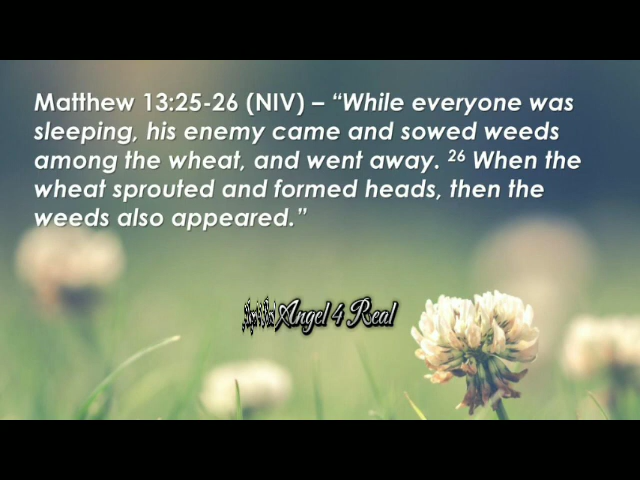 Matthew 13:25-26 (NIV) – “While everyone was
sleeping, his enemy came and sowed weeds
among the wheat, and went away. 26 When the
wheat sprouted and formed heads, then the
weeds also appeared.”
Angel 4 Real